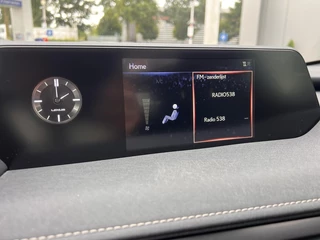 Home
FM - zenderlijst
RADIO538
Radio 538
LEXUS